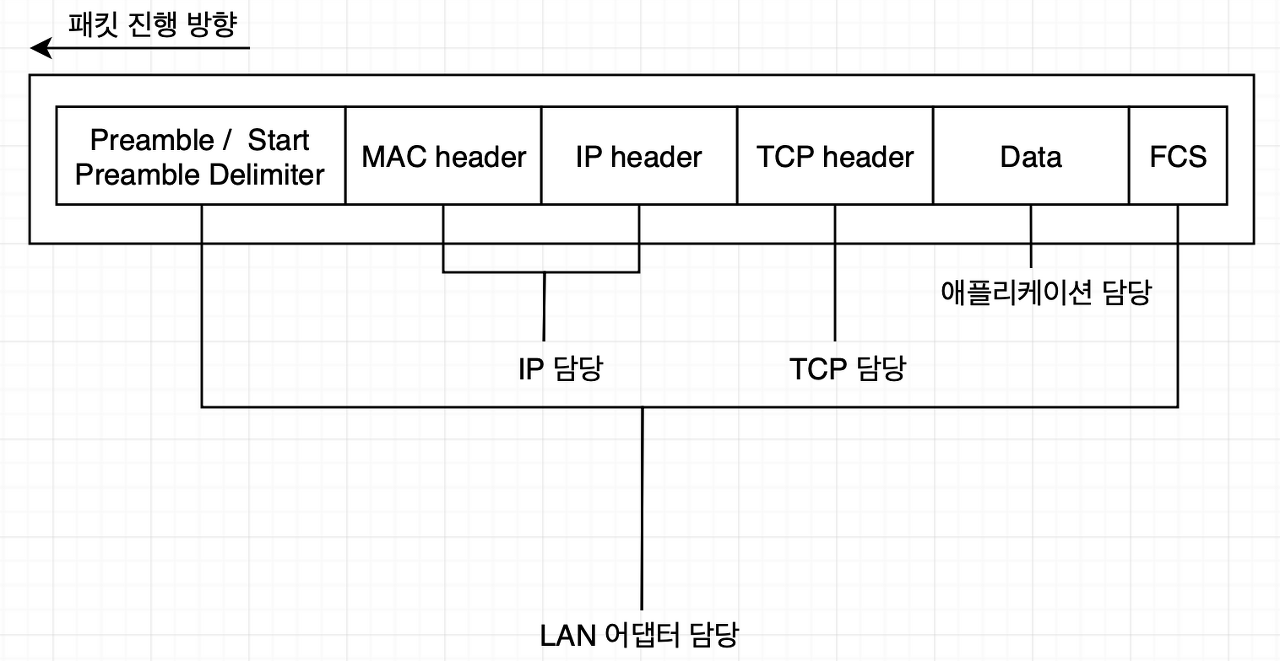 패킷 진행 방향
Preamble / Start
Preamble Delimiter
MAC header
IP header
TCP header
Data
FCS
애플리케이션 담당
IP 담당
TCP 담당
LAN 어댑터 담당